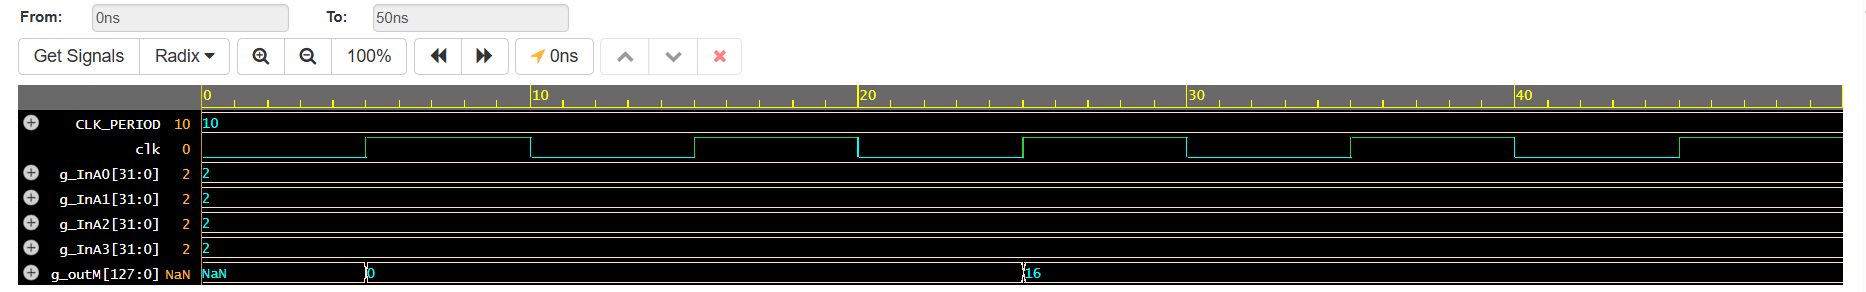 From: 0ns To: 50ns
Get Signals Radix 100% 0ns
0 10 20 30 40
CLK_PERIOD 10 10
clk 0
g_InA0[31:0] 2 2
g_InA1[31:0] 2 2
g_InA2[31:0] 2 2
g_InA3[31:0] 2 2
g_outM[127:0] NaN NaN 0 16